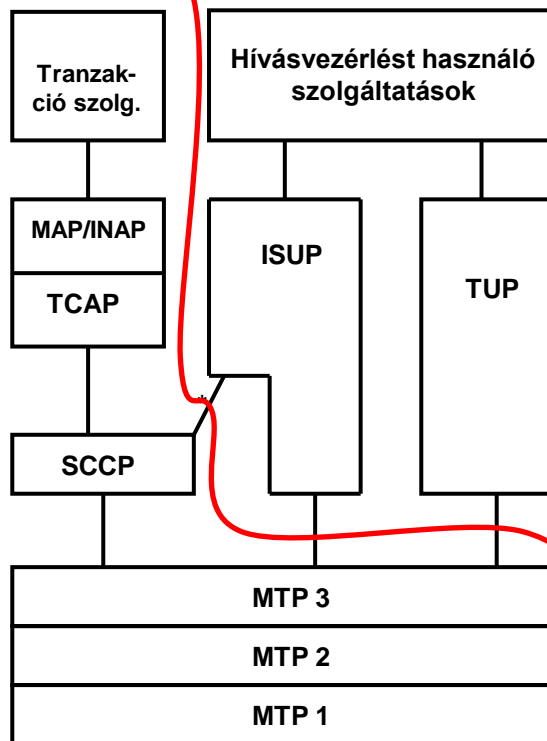 Tranzak-
ció szolg.
Hívásvezérlést használó
szolgáltatások
MAP/INAP
TCAP
ISUP
TUP
*
SCCP
MTP 3
MTP 2
MTP 1